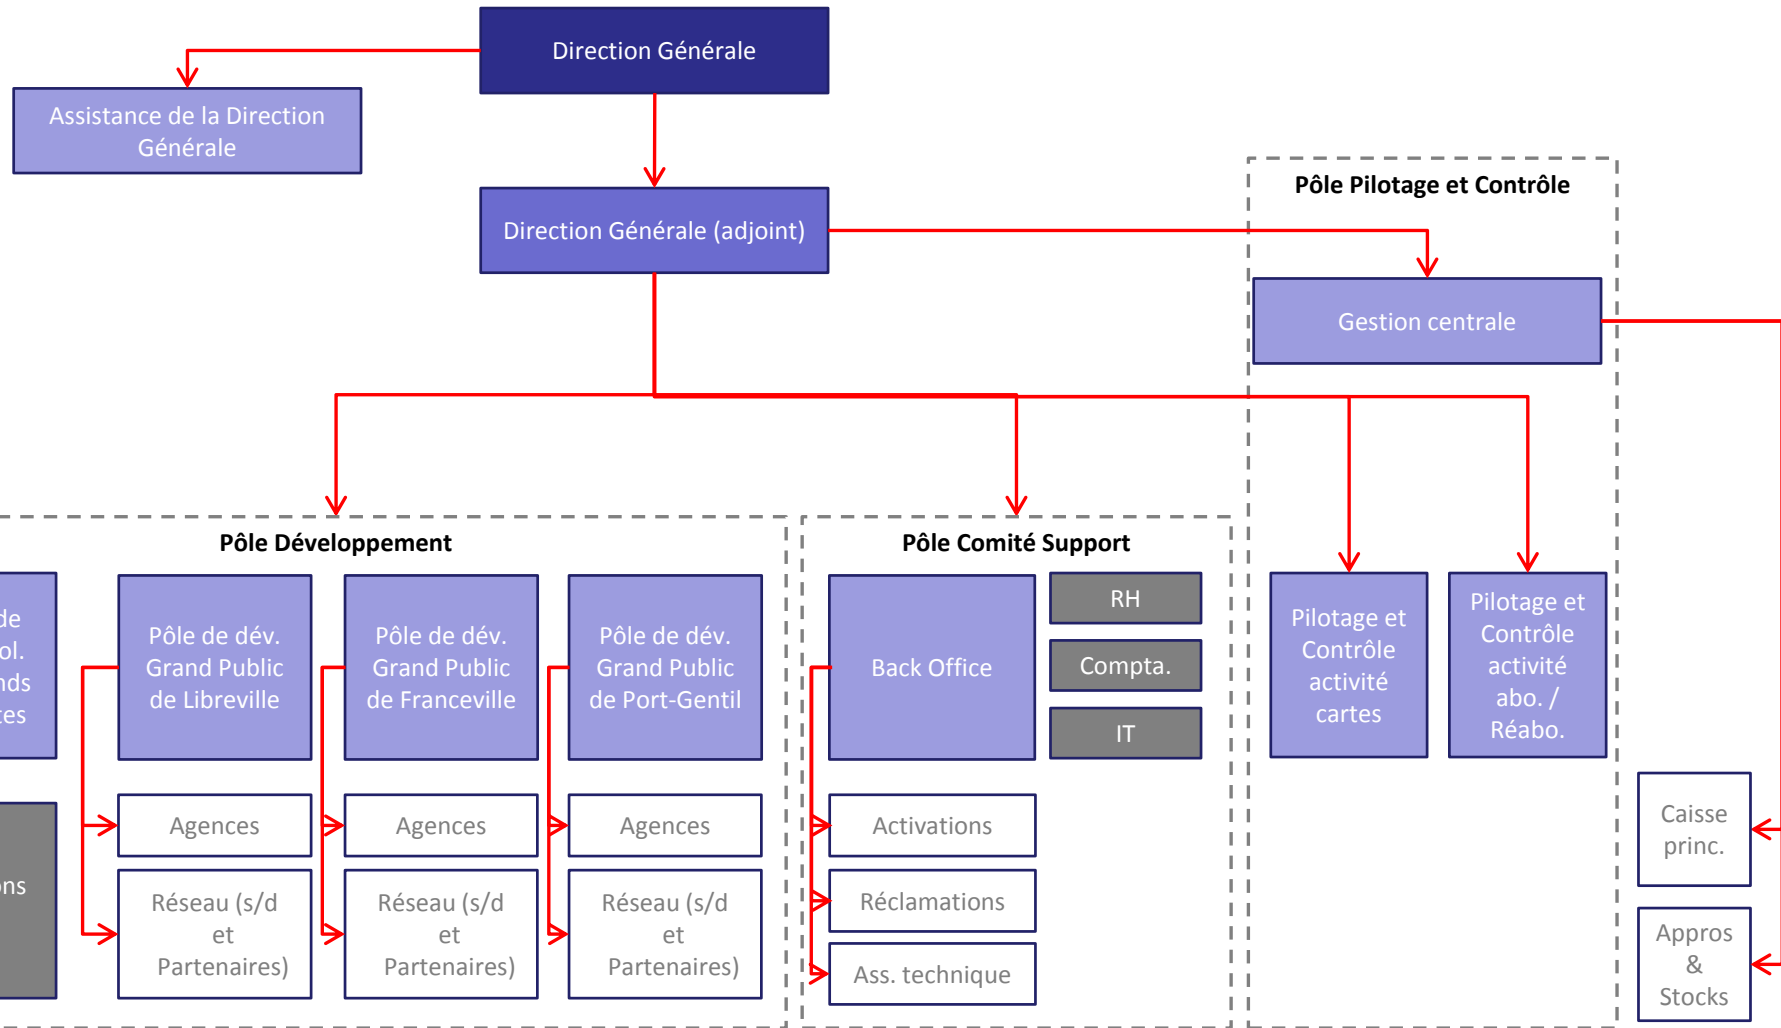 Direction Générale
Assistance de la Direction
Générale
Pôle Pilotage et Contrôle
Direction Générale (adjoint)
Gestion centrale
Pôle Développement
Pôle de dév.
Grand Public
de Libreville
Pôle de dév.
Grand Public
de Franceville
Pôle de dév.
Grand Public
de Port-Gentil
Agences
Agences
Agences
Réseau (s/d
et
Partenaires)
Réseau (s/d
et
Partenaires)
Réseau (s/d
et
Partenaires)
Pôle Comité Support
Back Office
RH
Compta.
IT
Activations
Réclamations
Ass. technique
Pilotage et
Contrôle
activité
cartes
Pilotage et
Contrôle
activité
abo. /
Réabo.
Caisse
princ.
Appros
&
Stocks